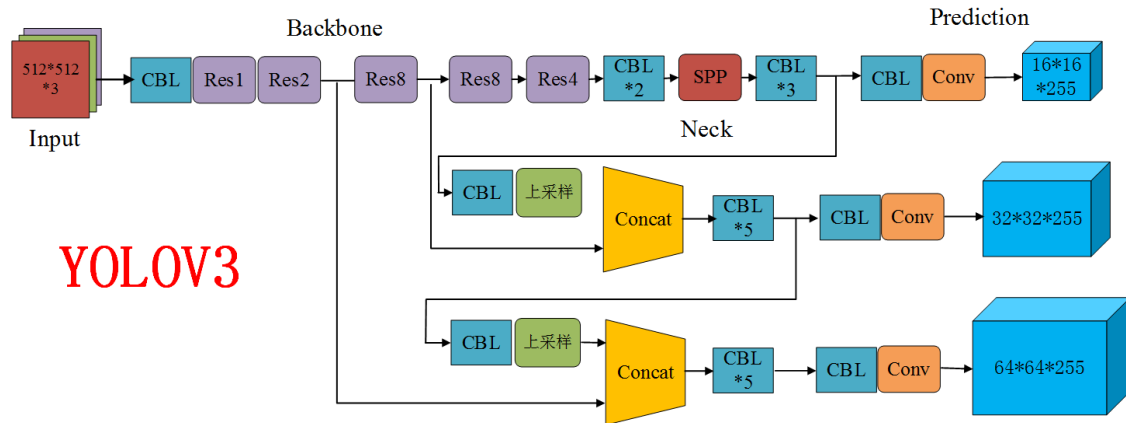 Backbone
Prediction
512*512
*3
CBL
Res1
Res2
Res8
Res8
Res4
CBL
*2
SPP
CBL
*3
CBL
Conv
16*16
*255
Input
Neck
CBL
上采样
Concat
CBL
*5
CBL
Conv
32*32*255
YOLOV3
CBL
上采样
Concat
CBL
*5
CBL
Conv
64*64*255